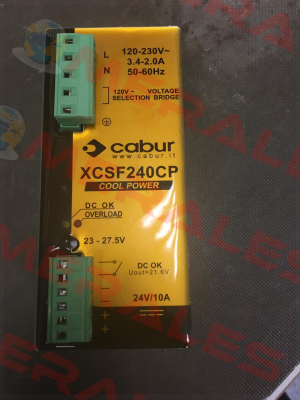 L 120-230V~
3.4-2.0A
N 50-60Hz
120V ~ VOLTAGE
SELECTION BRIDGE
cabur
www.cabur.it
XCSF240CP
COOL POWER
DC OK
OVERLOAD
23 - 27.5V
DC OK
Uout>21.6V
24V/10A